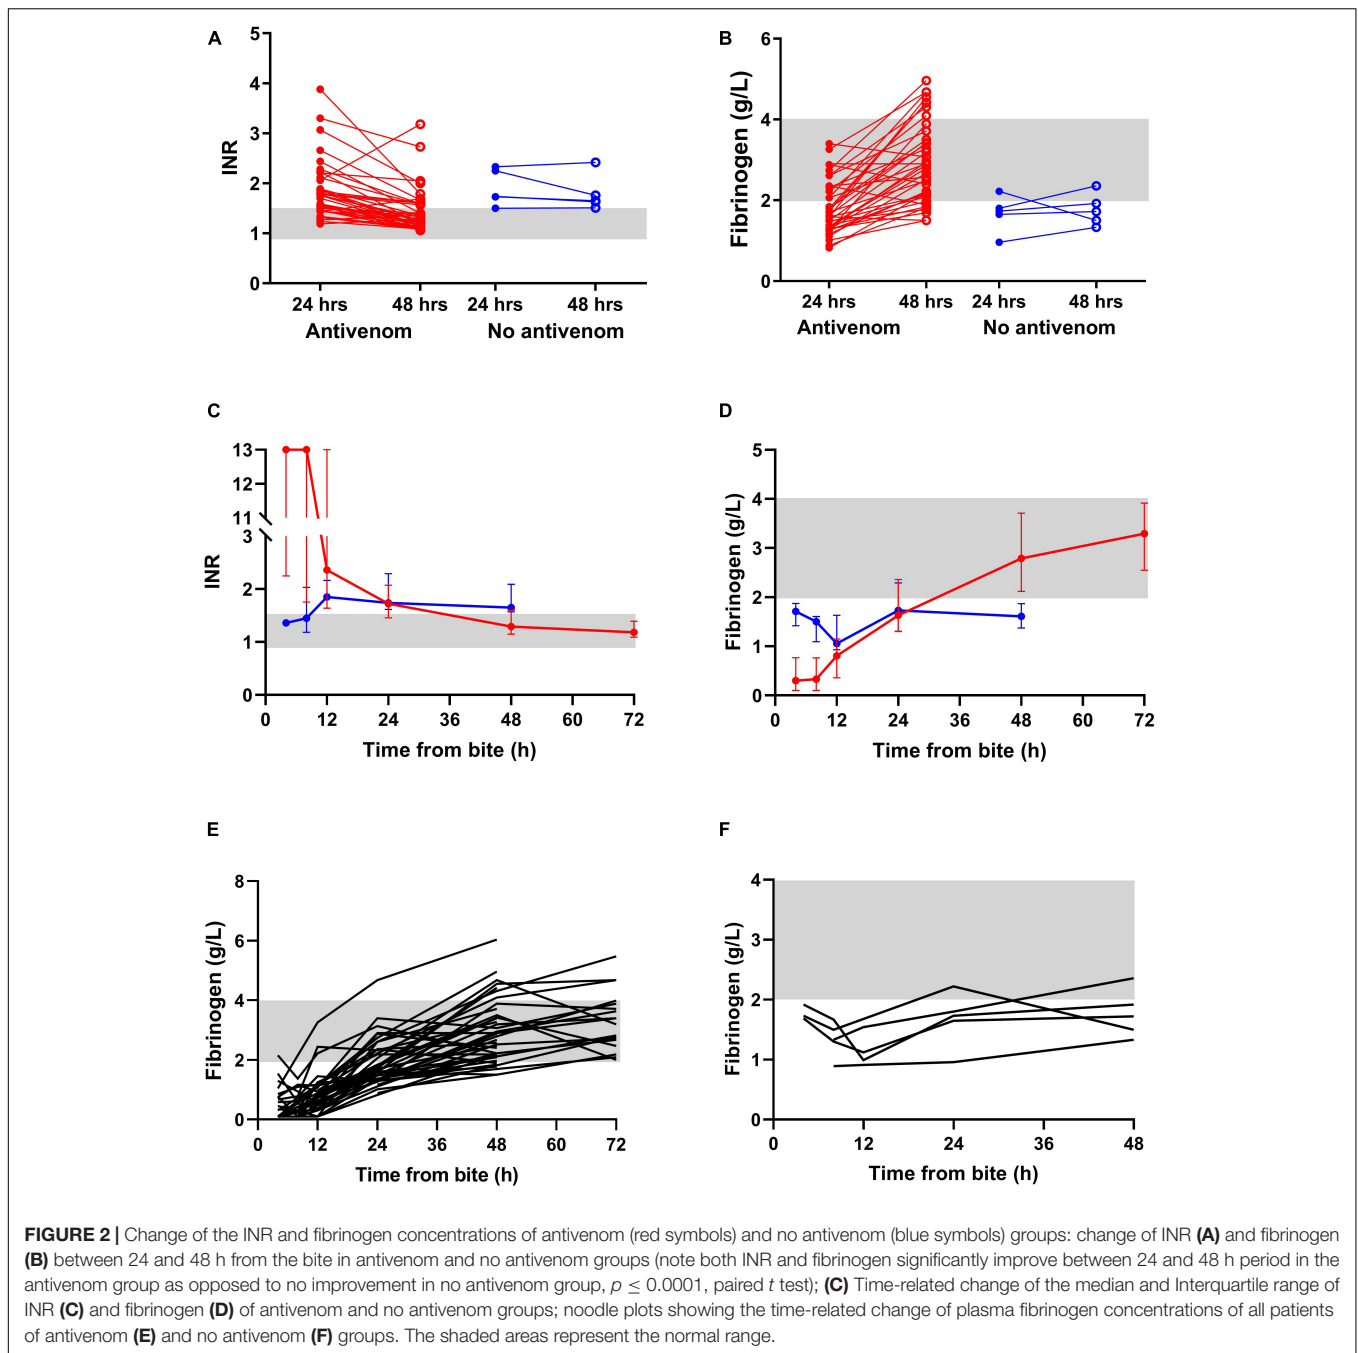 A
5
4
3
2
1
0
INR
24 hrs 48 hrs 24 hrs 48 hrs
Antivenom No antivenom
B
6
4
2
0
Fibrinogen (g/L)
24 hrs 48 hrs 24 hrs 48 hrs
Antivenom No antivenom
C
13
12
11
3
2
1
0
INR
0 12 24 36 48 60 72
Time from bite (h)
D
5
4
3
2
1
0
Fibrinogen (g/L)
0 12 24 36 48 60 72
Time from bite (h)
E
8
6
4
2
0
Fibrinogen (g/L)
0 12 24 36 48 60 72
Time from bite (h)
F
4
3
2
1
0
Fibrinogen (g/L)
0 12 24 36 48
Time from bite (h)
FIGURE 2 | Change of the INR and fibrinogen concentrations of antivenom (red symbols) and no antivenom (blue symbols) groups: change of INR (A) and fibrinogen
(B) between 24 and 48 h from the bite in antivenom and no antivenom groups (note both INR and fibrinogen significantly improve between 24 and 48 h period in the
antivenom group as opposed to no improvement in no antivenom group, p ≤ 0.0001, paired t test); (C) Time-related change of the median and Interquartile range of
INR (C) and fibrinogen (D) of antivenom and no antivenom groups; noodle plots showing the time-related change of plasma fibrinogen concentrations of all patients
of antivenom (E) and no antivenom (F) groups. The shaded areas represent the normal range.